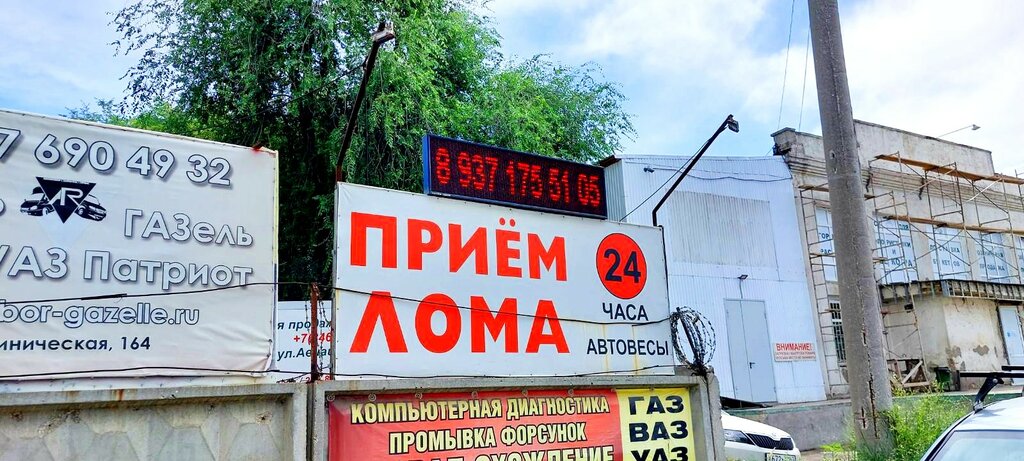 7 690 49 32
ГАЗель
УАЗ Патриот
bor-gazelle.ru
иническая, 164
8 937 175 51 05
ПРИЁМ
ЛОМА
24
ЧАСА
АВТОВЕСЫ
КОМПЬЮТЕРНАЯ ДИАГНОСТИКА
ПРОМЫВКА ФОРСУНОК
ГАЗ
ВАЗ
УАЗ
ВНИМАНИЕ!